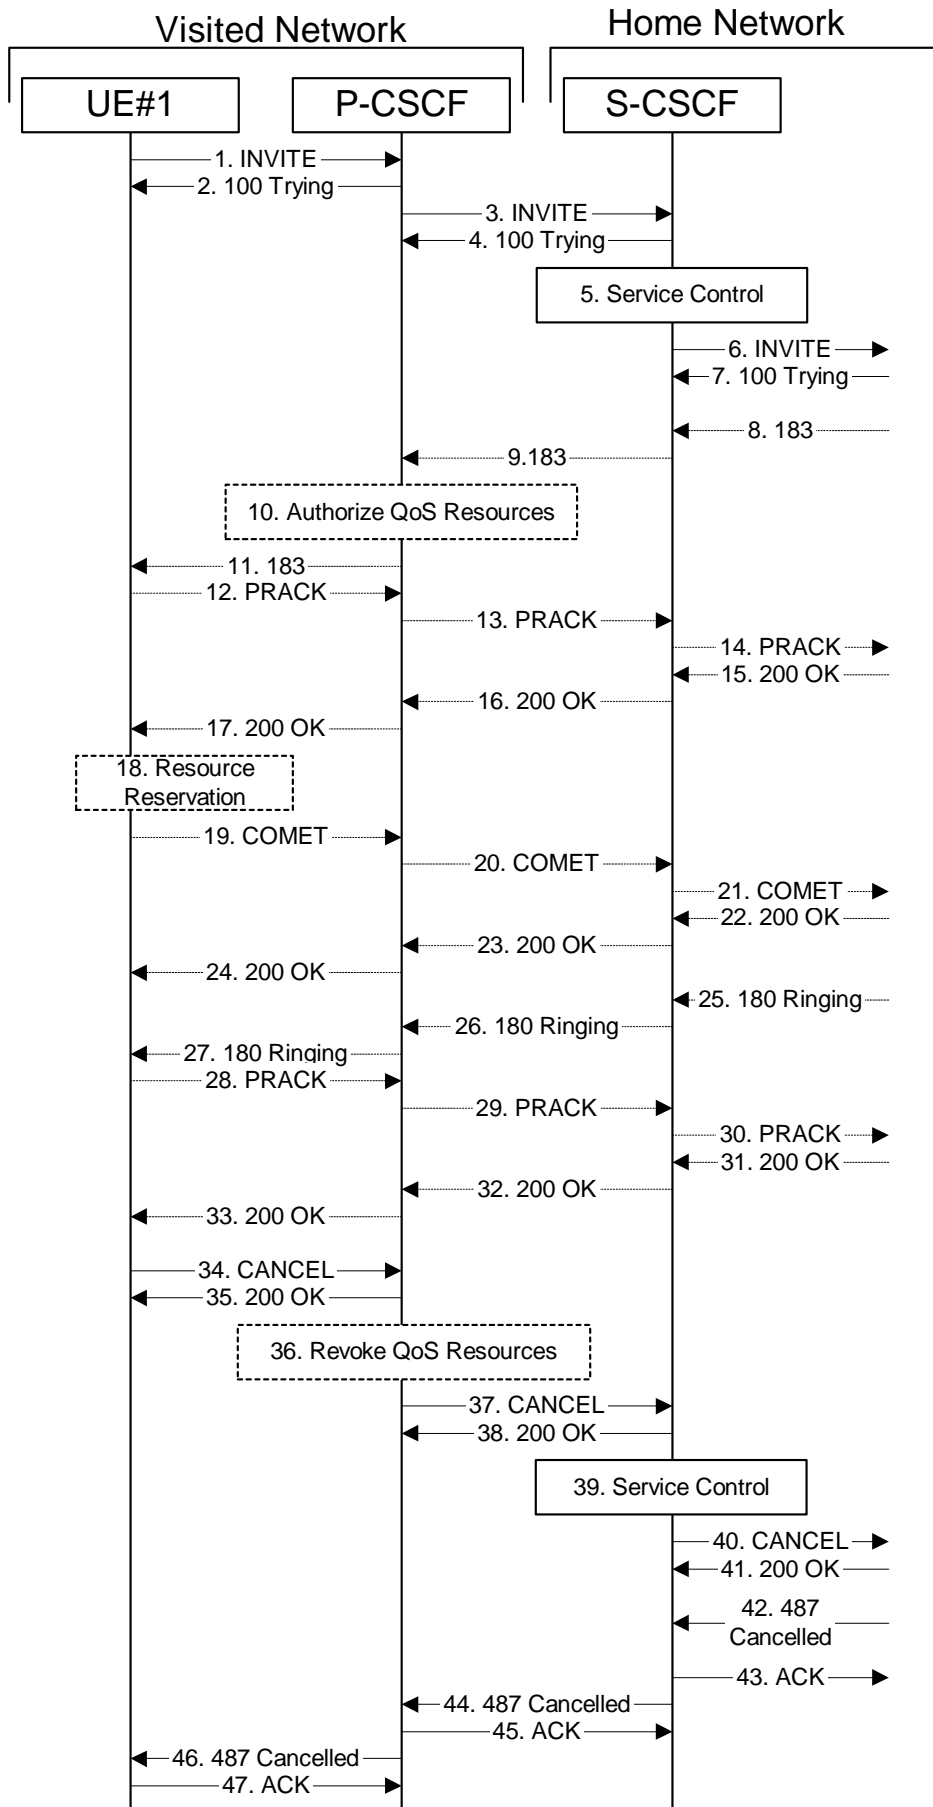 Visited Network
Home Network
UE#1
P-CSCF
S-CSCF
1. INVITE
2. 100 Trying
3. INVITE
4. 100 Trying
5. Service Control
6. INVITE
7. 100 Trying
8. 183
9.183
10. Authorize QoS Resources
11. 183
12. PRACK
13. PRACK
14. PRACK
15. 200 OK
16. 200 OK
17. 200 OK
18. Resource
Reservation
19. COMET
20. COMET
21. COMET
22. 200 OK
23. 200 OK
24. 200 OK
25. 180 Ringing
26. 180 Ringing
27. 180 Ringing
28. PRACK
29. PRACK
30. PRACK
31. 200 OK
32. 200 OK
33. 200 OK
34. CANCEL
35. 200 OK
36. Revoke QoS Resources
37. CANCEL
38. 200 OK
39. Service Control
40. CANCEL
41. 200 OK
42. 487
Cancelled
43. ACK
44. 487 Cancelled
45. ACK
46. 487 Cancelled
47. ACK